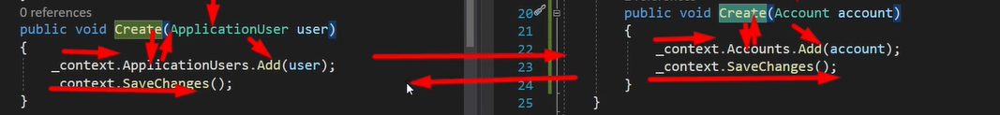 0 references
public void Create(ApplicationUser user)
{
_context.ApplicationUsers.Add(user);
_context.SaveChanges();
}
20
21
22
23
24
25
public void Create(Account account)
{
_context.Accounts.Add(account);
_context.SaveChanges();
}
}